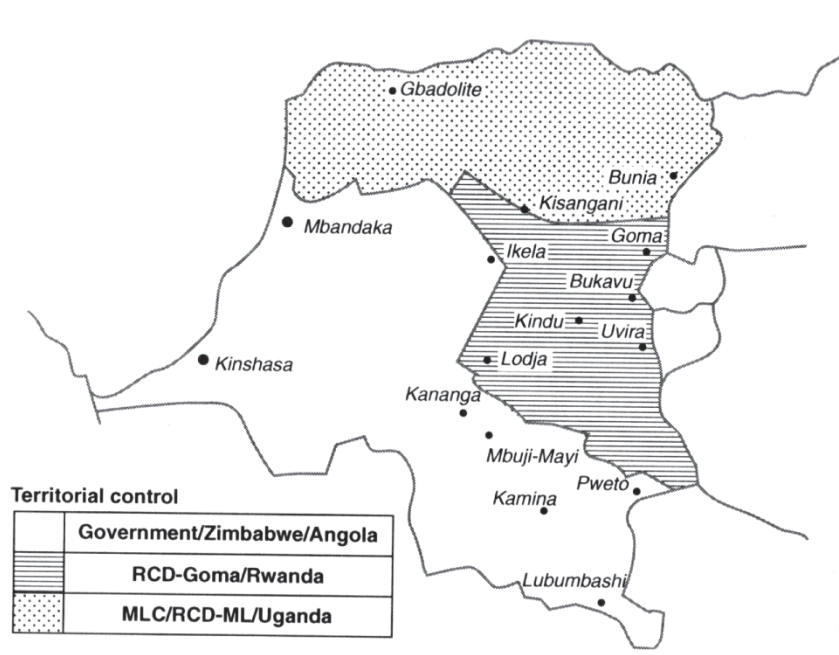 Gbadolite
Bunia
Kisangani
Mbandaka
Goma
Ikela
Bukavu
Kindu
Uvira
Kinshasa
Lodja
Kananga
Mbuji-Mayi
Pweto
Kamina
Lubumbashi
Territorial control
Government/Zimbabwe/Angola
RCD-Goma/Rwanda
MLC/RCD-ML/Uganda